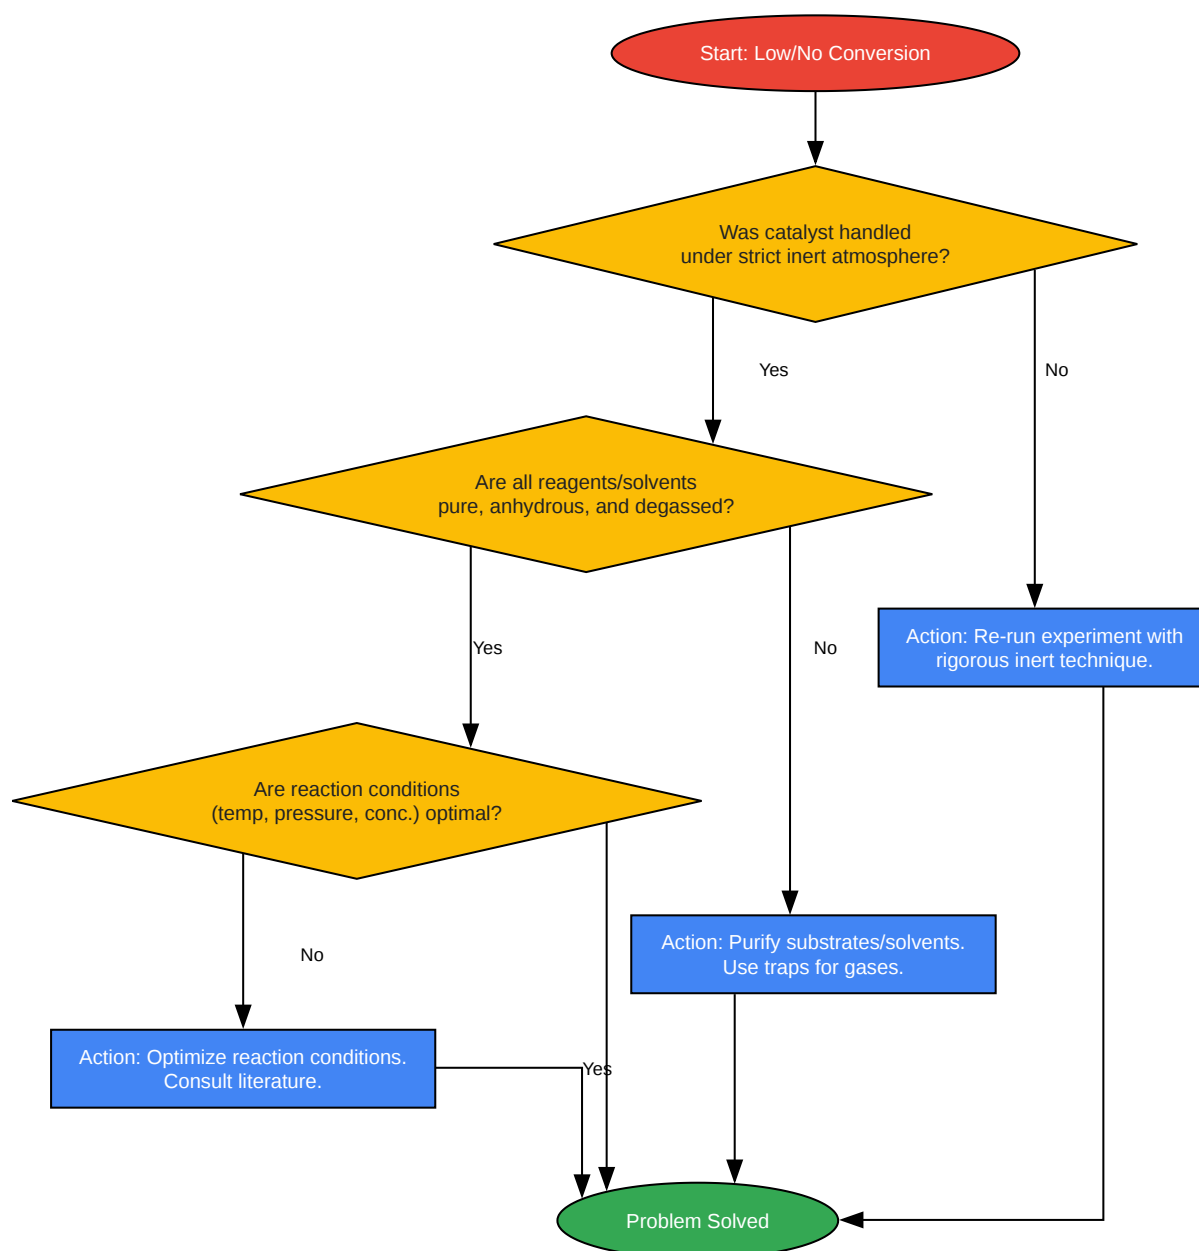 Start: Low/No Conversion
Was catalyst handled
under strict inert atmosphere?
Yes
No
Are all reagents/solvents
pure, anhydrous, and degassed?
Yes
No
Action: Re-run experiment with
rigorous inert technique.
Are reaction conditions
(temp, pressure, conc.) optimal?
No
Action: Purify substrates/solvents.
Use traps for gases.
Action: Optimize reaction conditions.
Consult literature.
Yes
Problem Solved